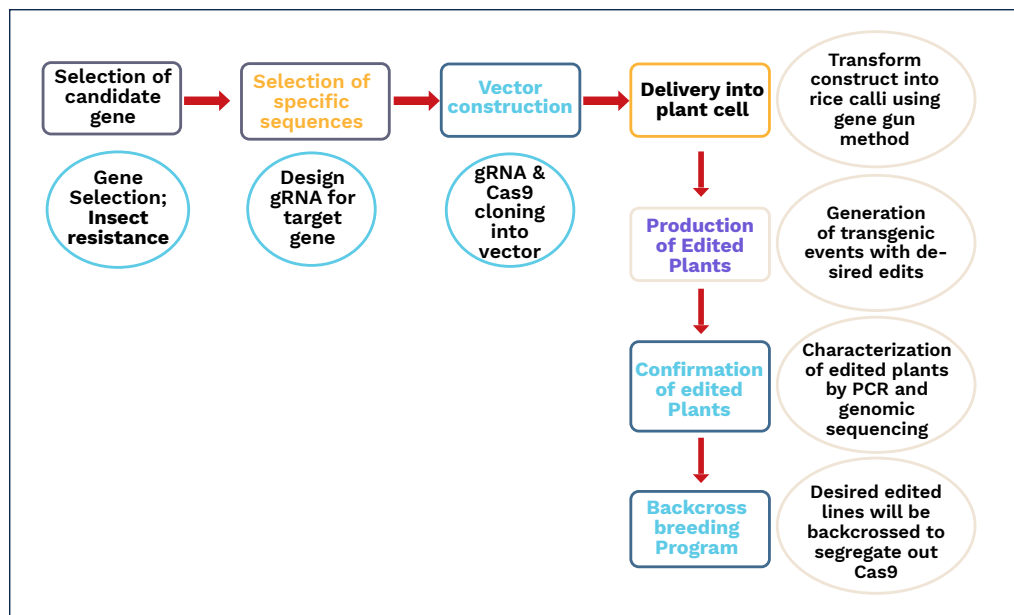 Selection of
candidate
gene
Selection of
specific
sequences
Vector
construction
Delivery into
plant cell
Transform
construct into
rice calli using
gene gun
method
Gene
Selection;
Insect
resistance
Design
gRNA for
target
gene
gRNA &
Cas9
cloning
into
vector
Production
of Edited
Plants
Generation
of transgenic
events with de-
sired edits
Confirmation
of edited
Plants
Characterization
of edited plants
by PCR and
genomic
sequencing
Backcross
breeding
Program
Desired edited
lines will be
backcrossed to
segregate out
Cas9